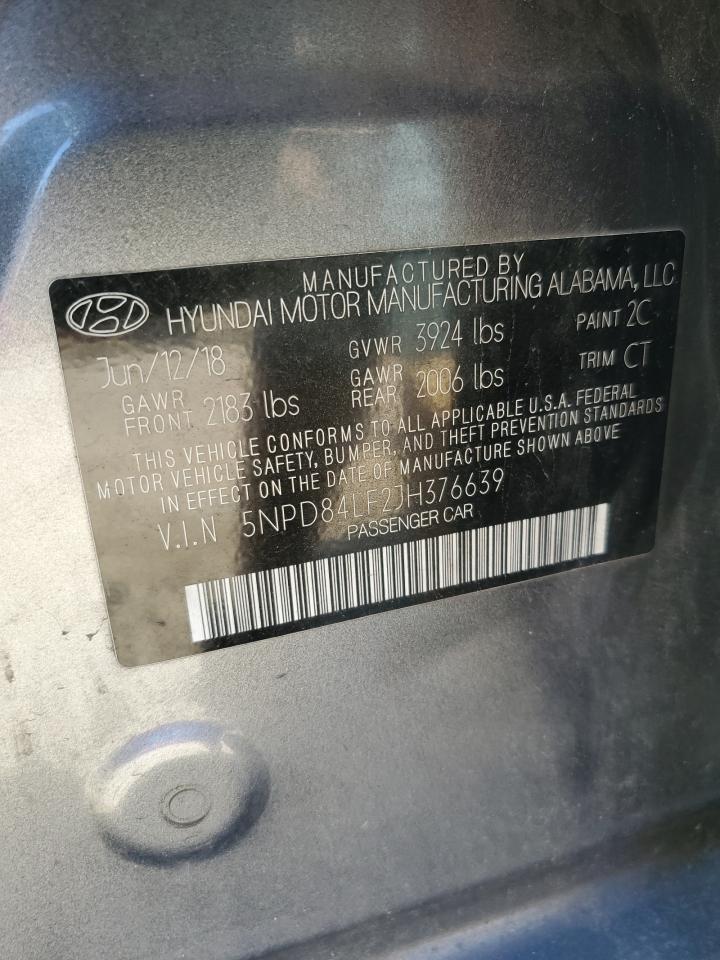 MANUFACTURED BY
HYUNDAI MOTOR MANUFACTURING ALABAMA, LLC
Jun/12/18 GVWR 3924 lbs PAINT 2C
GAWR FRONT 2183 lbs GAWR REAR 2006 lbs TRIM CT
THIS VEHICLE CONFORMS TO ALL APPLICABLE U.S.A. FEDERAL
MOTOR VEHICLE SAFETY, BUMPER, AND THEFT PREVENTION STANDARDS
IN EFFECT ON THE DATE OF MANUFACTURE SHOWN ABOVE
V.I.N 5NPD84LF2JH376639
PASSENGER CAR